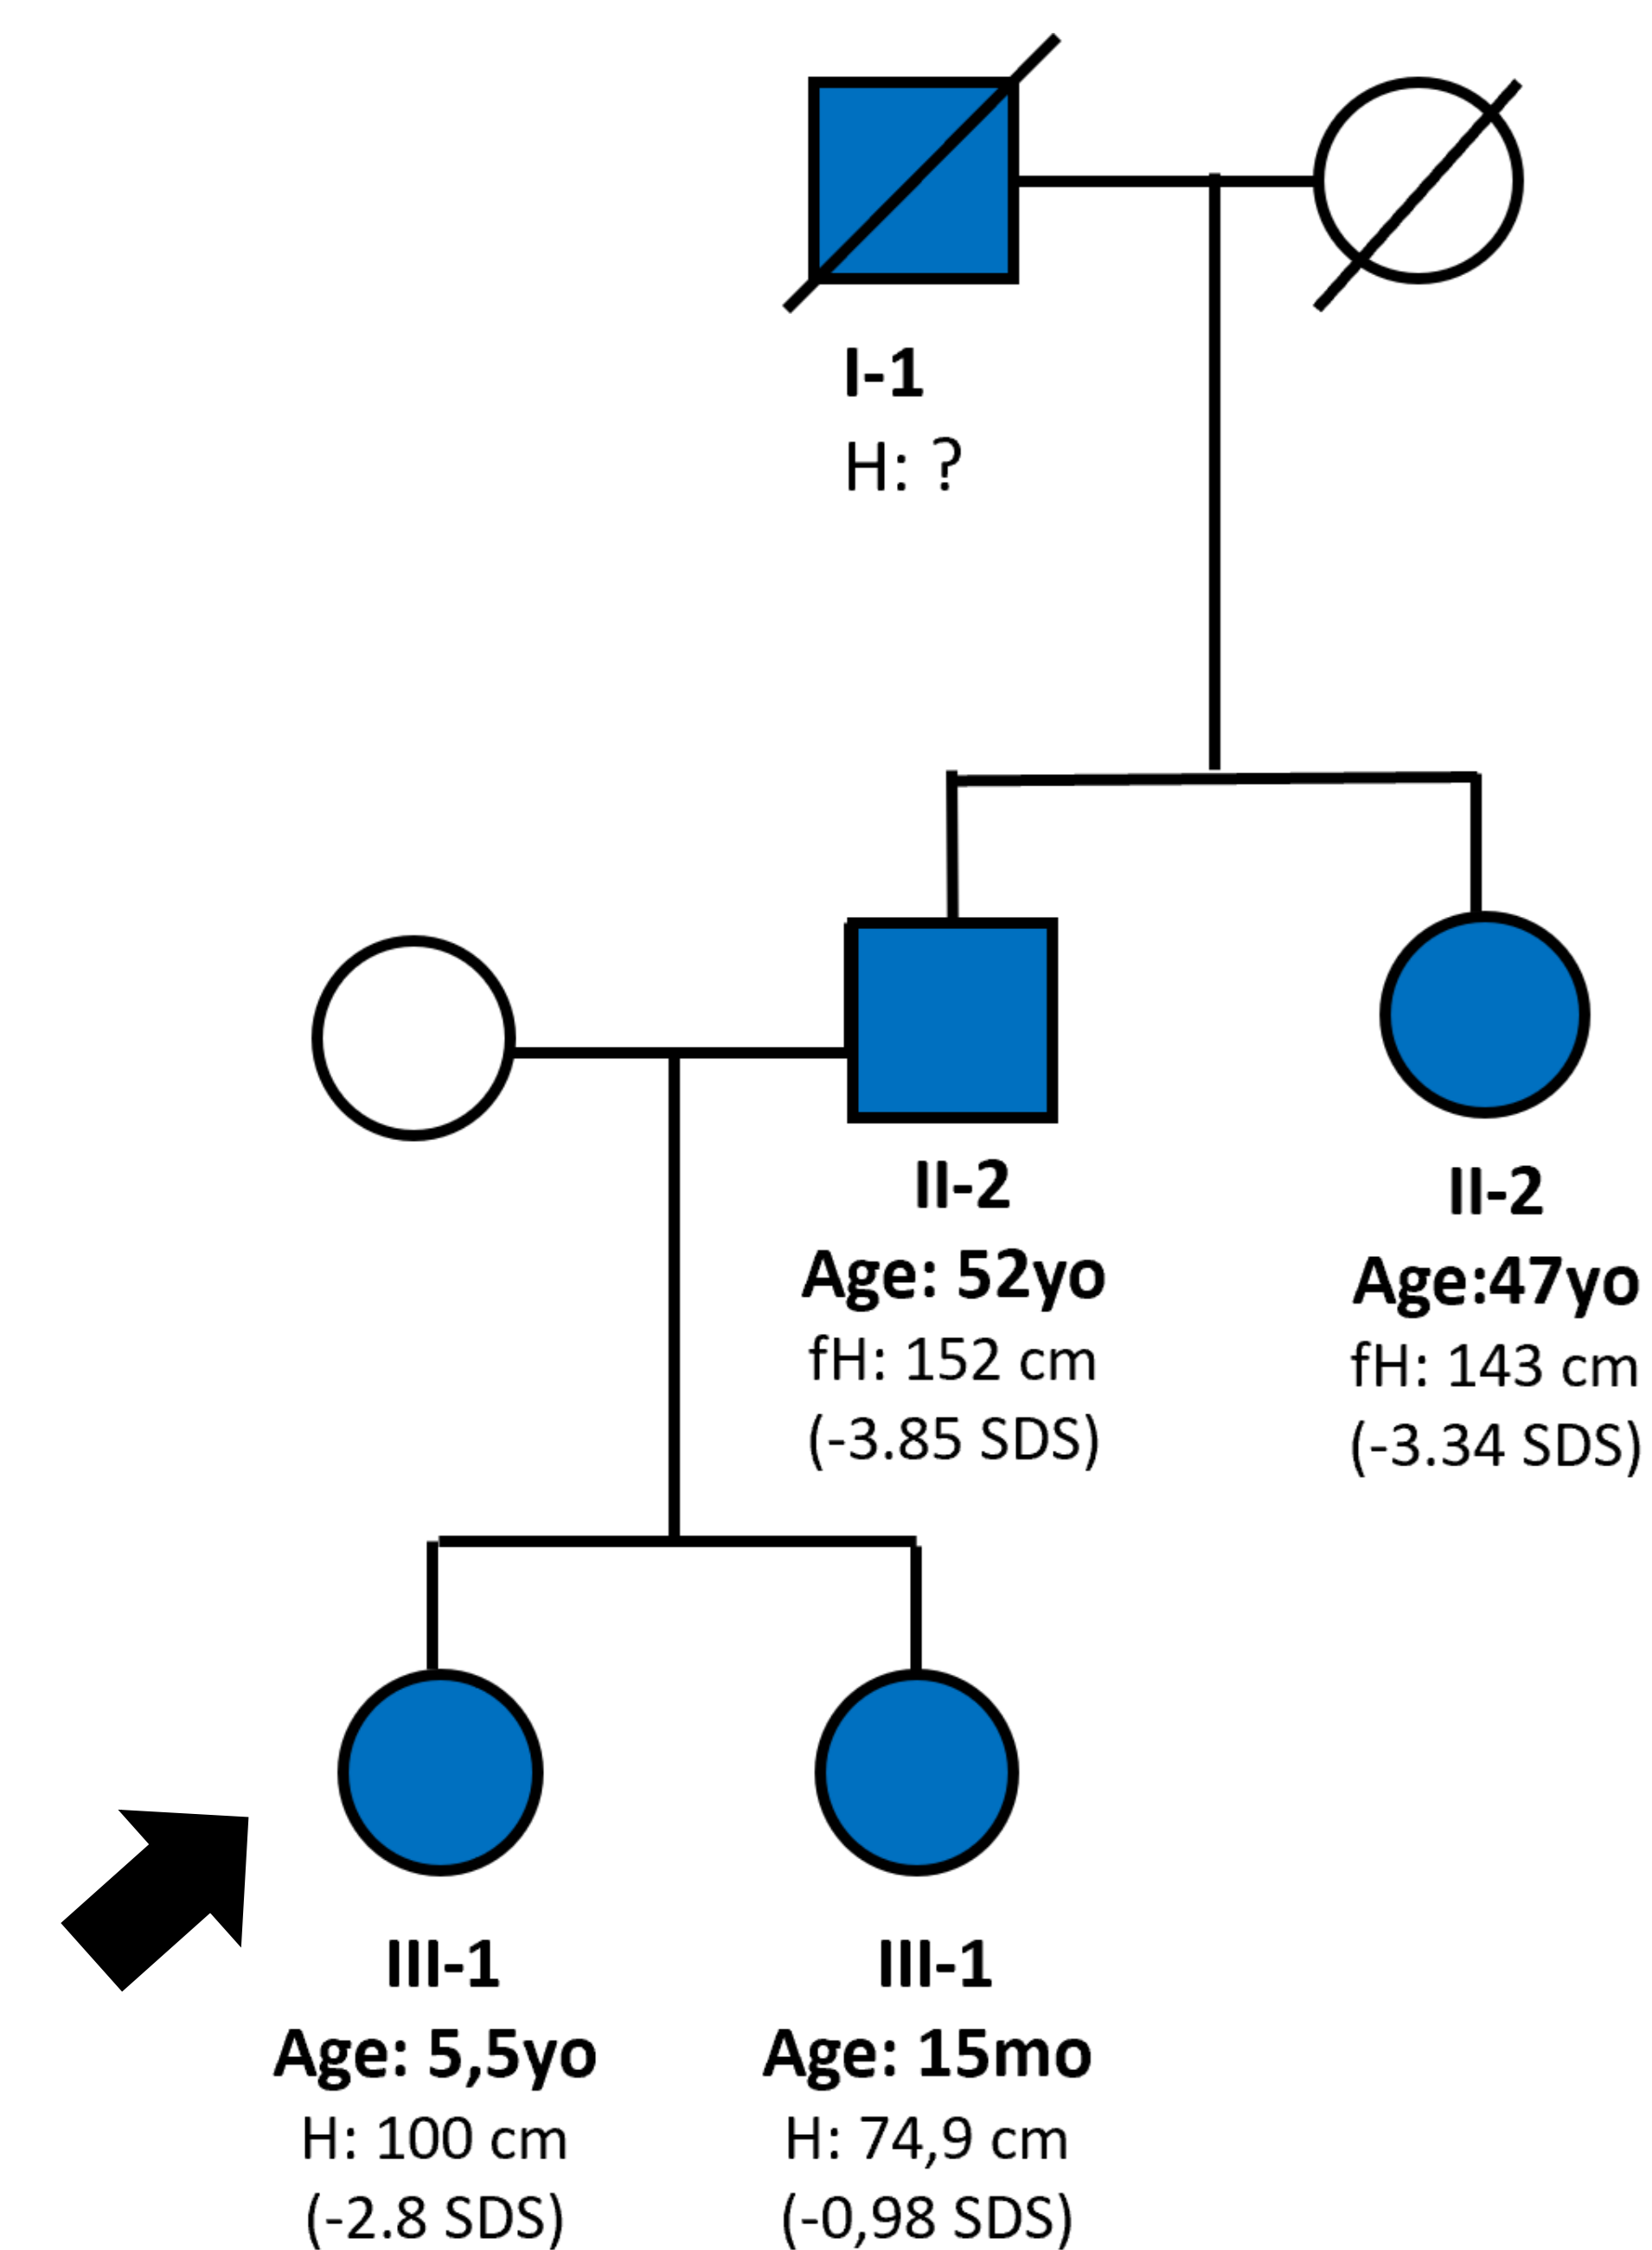 I-1
H: ?
II-2
Age: 52yo
fH: 152 cm
(-3.85 SDS)
II-2
Age:47yo
fH: 143 cm
(-3.34 SDS)
III-1
Age: 5,5yo
H: 100 cm
(-2.8 SDS)
III-1
Age: 15mo
H: 74,9 cm
(-0,98 SDS)